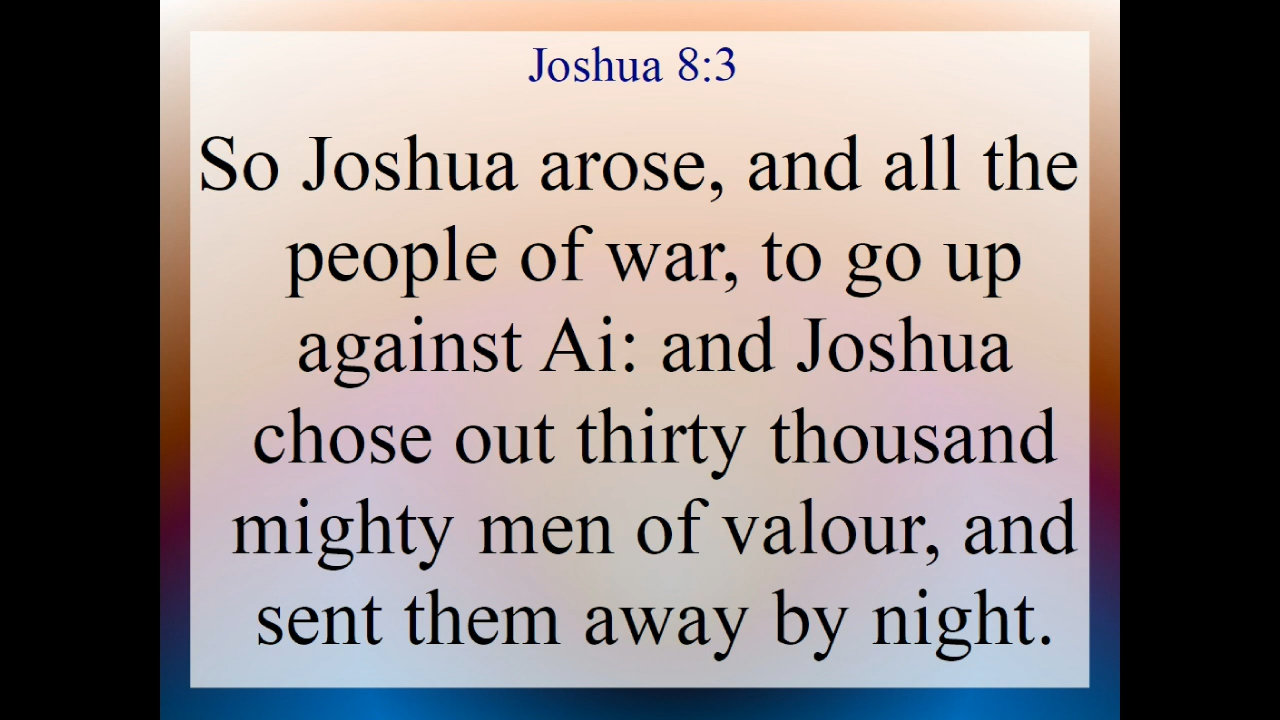 Joshua 8:3
So Joshua arose, and all the
people of war, to go up
against Ai: and Joshua
chose out thirty thousand
mighty men of valour, and
sent them away by night.